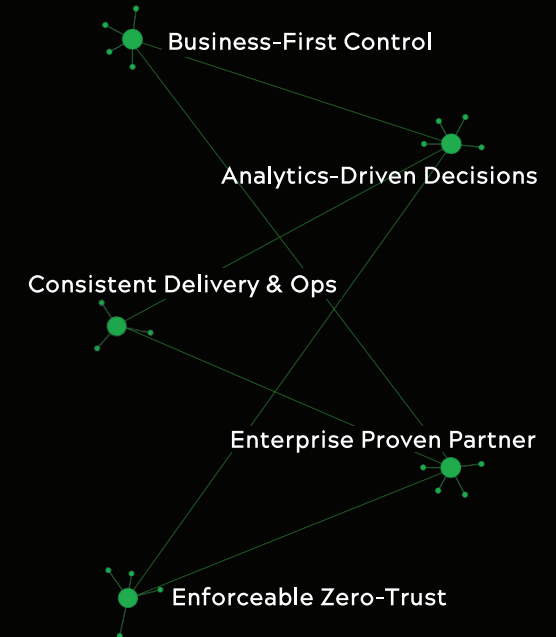 Business-First Control
Analytics-Driven Decisions
Consistent Delivery & Ops
Enterprise Proven Partner
Enforceable Zero-Trust